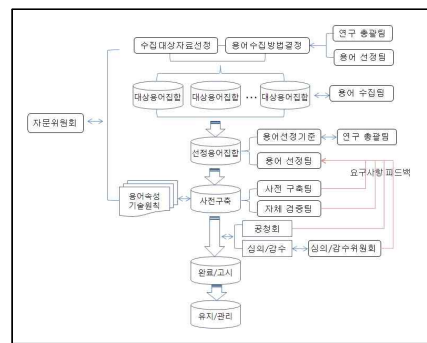 연구 총괄팀
수집대상자료선정
용어수집방법결정
용어 선정팀
대상용어집합
대상용어집합
...
대상용어집합
용어 수집팀
자문위원회
용어선정기준
연구 총괄팀
선정용어집합
용어 선정팀
요구사항 피드백
사전 구축팀
용어속성
기술원칙
사전구축
자체 검증팀
공청회
심의/감수
심의/감수위원회
완료/고시
유지/관리